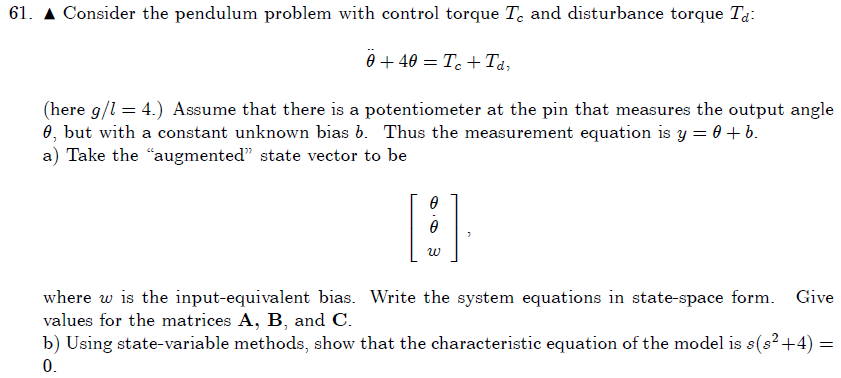 61. ▲ Consider the pendulum problem with control torque T_c and disturbance torque T_d:
θ̈ + 4θ = T_c + T_d,
(here g/l = 4.) Assume that there is a potentiometer at the pin that measures the output angle
θ, but with a constant unknown bias b. Thus the measurement equation is y = θ + b.
a) Take the “augmented” state vector to be
[ θ
θ̇
w ],
where w is the input-equivalent bias. Write the system equations in state-space form. Give
values for the matrices A, B, and C.
b) Using state-variable methods, show that the characteristic equation of the model is s(s²+4) =
0.